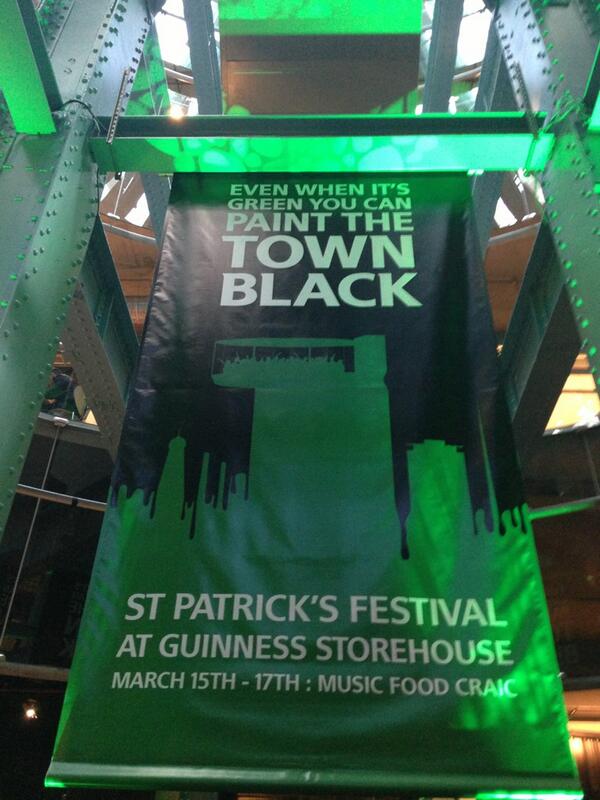 EVEN WHEN IT'S
GREEN YOU CAN
PAINT THE
TOWN
BLACK
ST PATRICK'S FESTIVAL
AT GUINNESS STOREHOUSE
MARCH 15TH - 17TH : MUSIC FOOD CRAIC